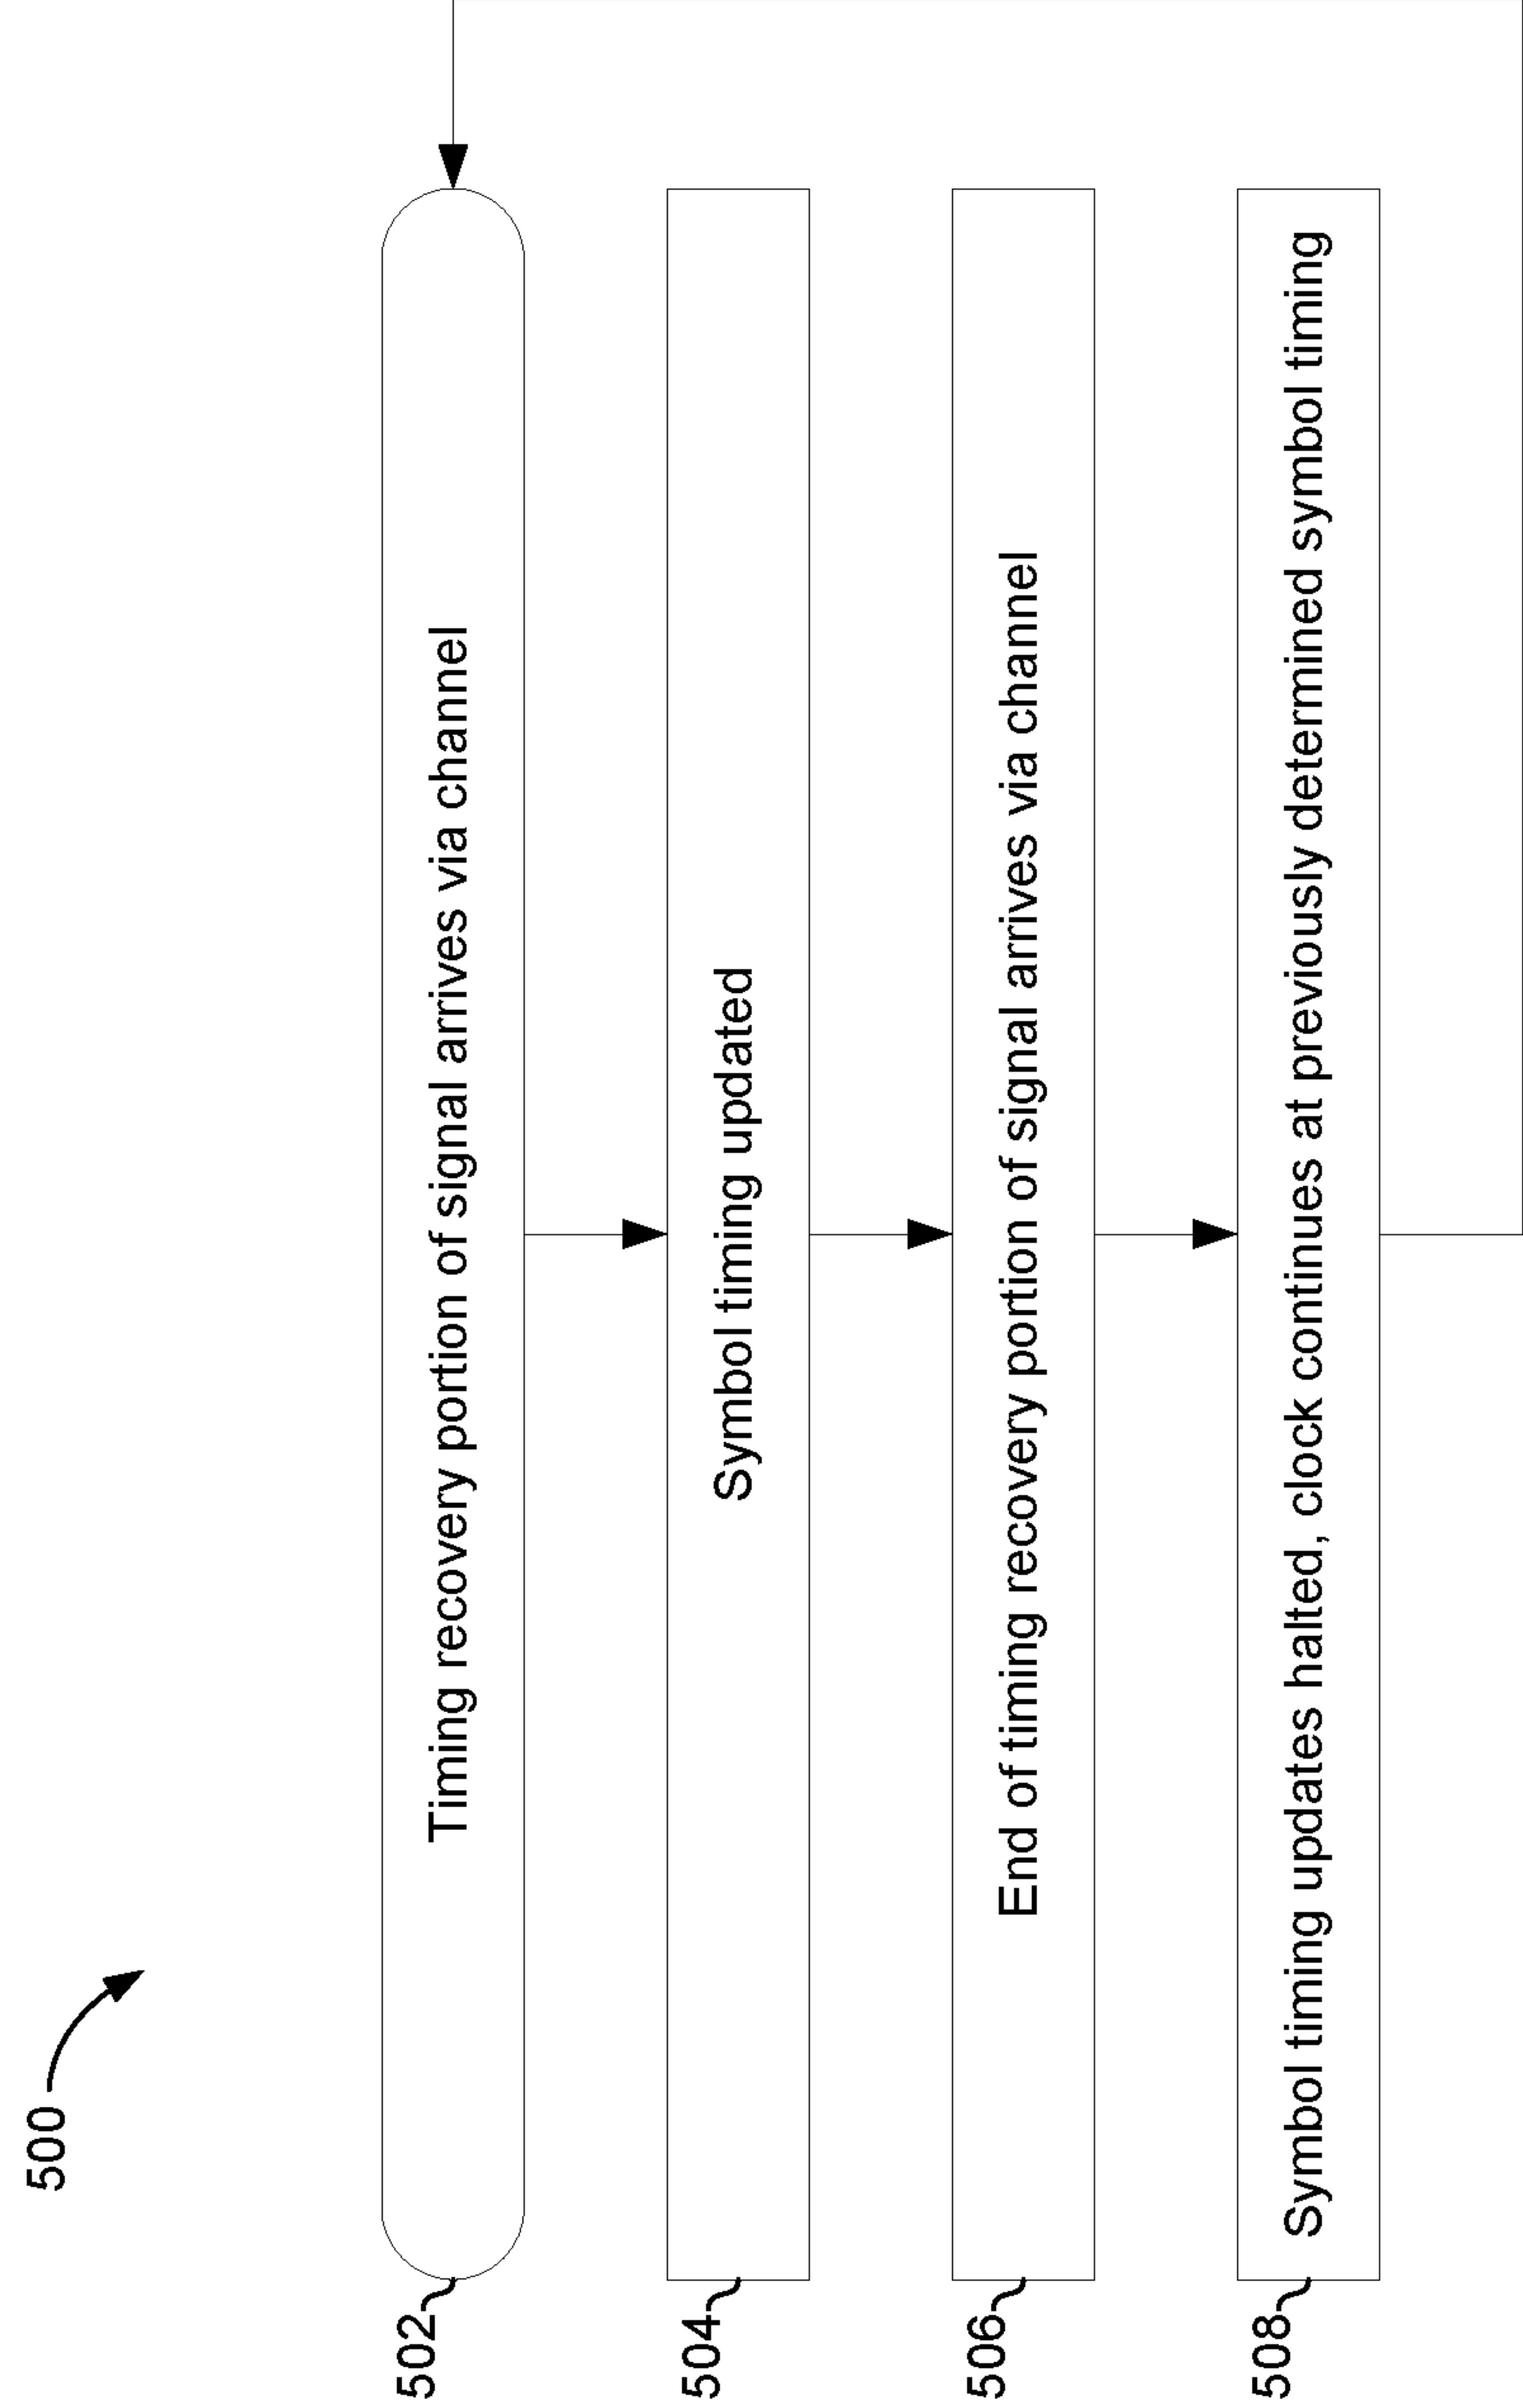 500
502
Timing recovery portion of signal arrives via channel
504
Symbol timing updated
506
End of timing recovery portion of signal arrives via channel
508
Symbol timing updates halted, clock continues at previously determined symbol timing